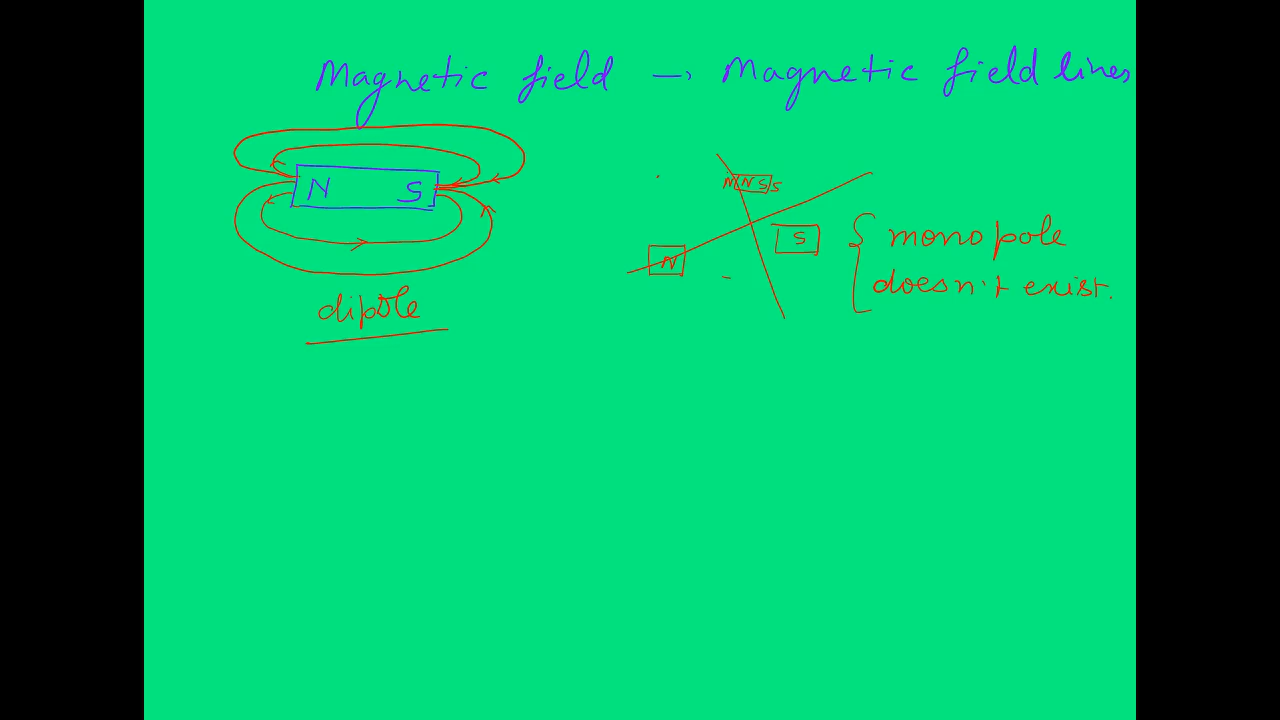 Magnetic field → Magnetic field lines
N S
N N S S
N
S
monopole
doesn't exist.
dipole